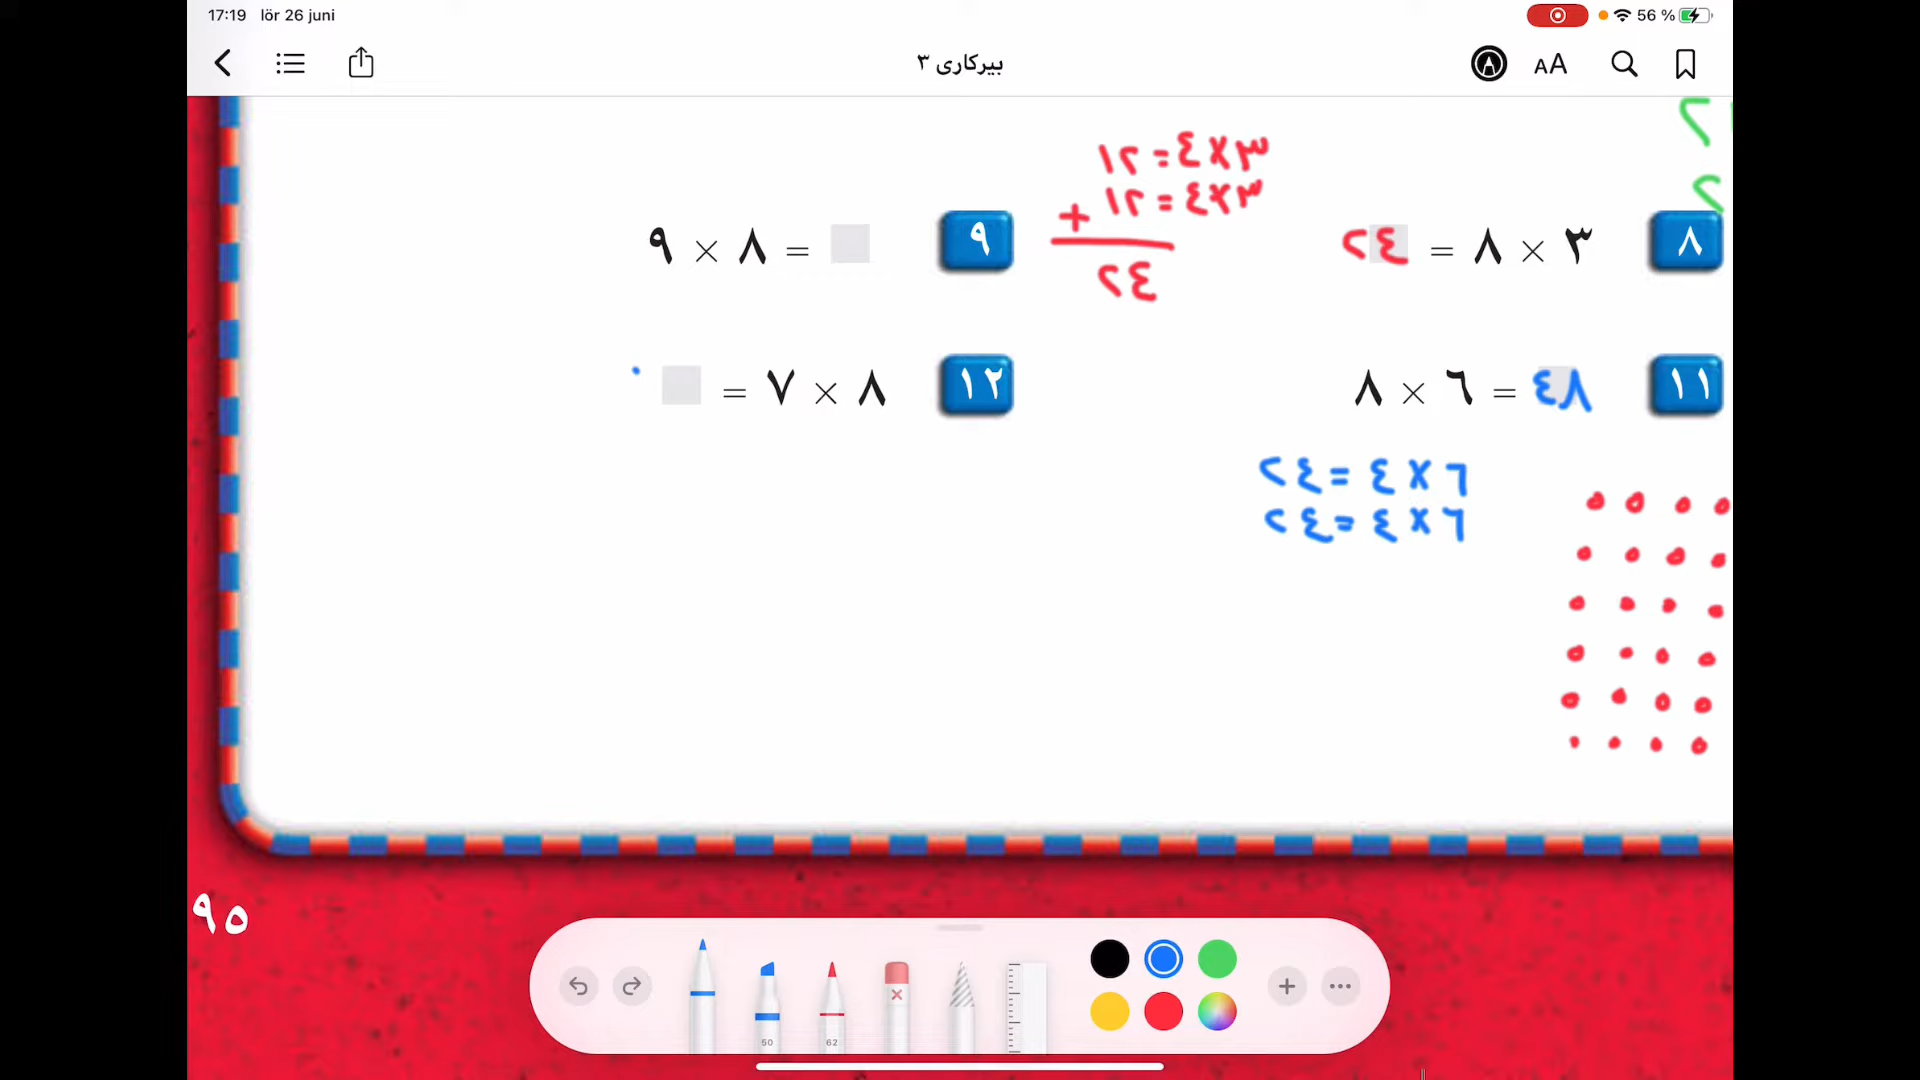 17:19 lör 26 juni
56 %
بیرکاری ٣
AA
١٢ = ٤ × ٣
١٢ = ٤ × ٣
+
٢٤
٨
٢٤ = ٨ × ٣
٩
٩ × ٨ =
١١
٨ × ٦ = ٤٨
٢٤ = ٤ × ٦
٢٤ = ٤ × ٦
١٢
= ٧ × ٨
٩٥
50
62